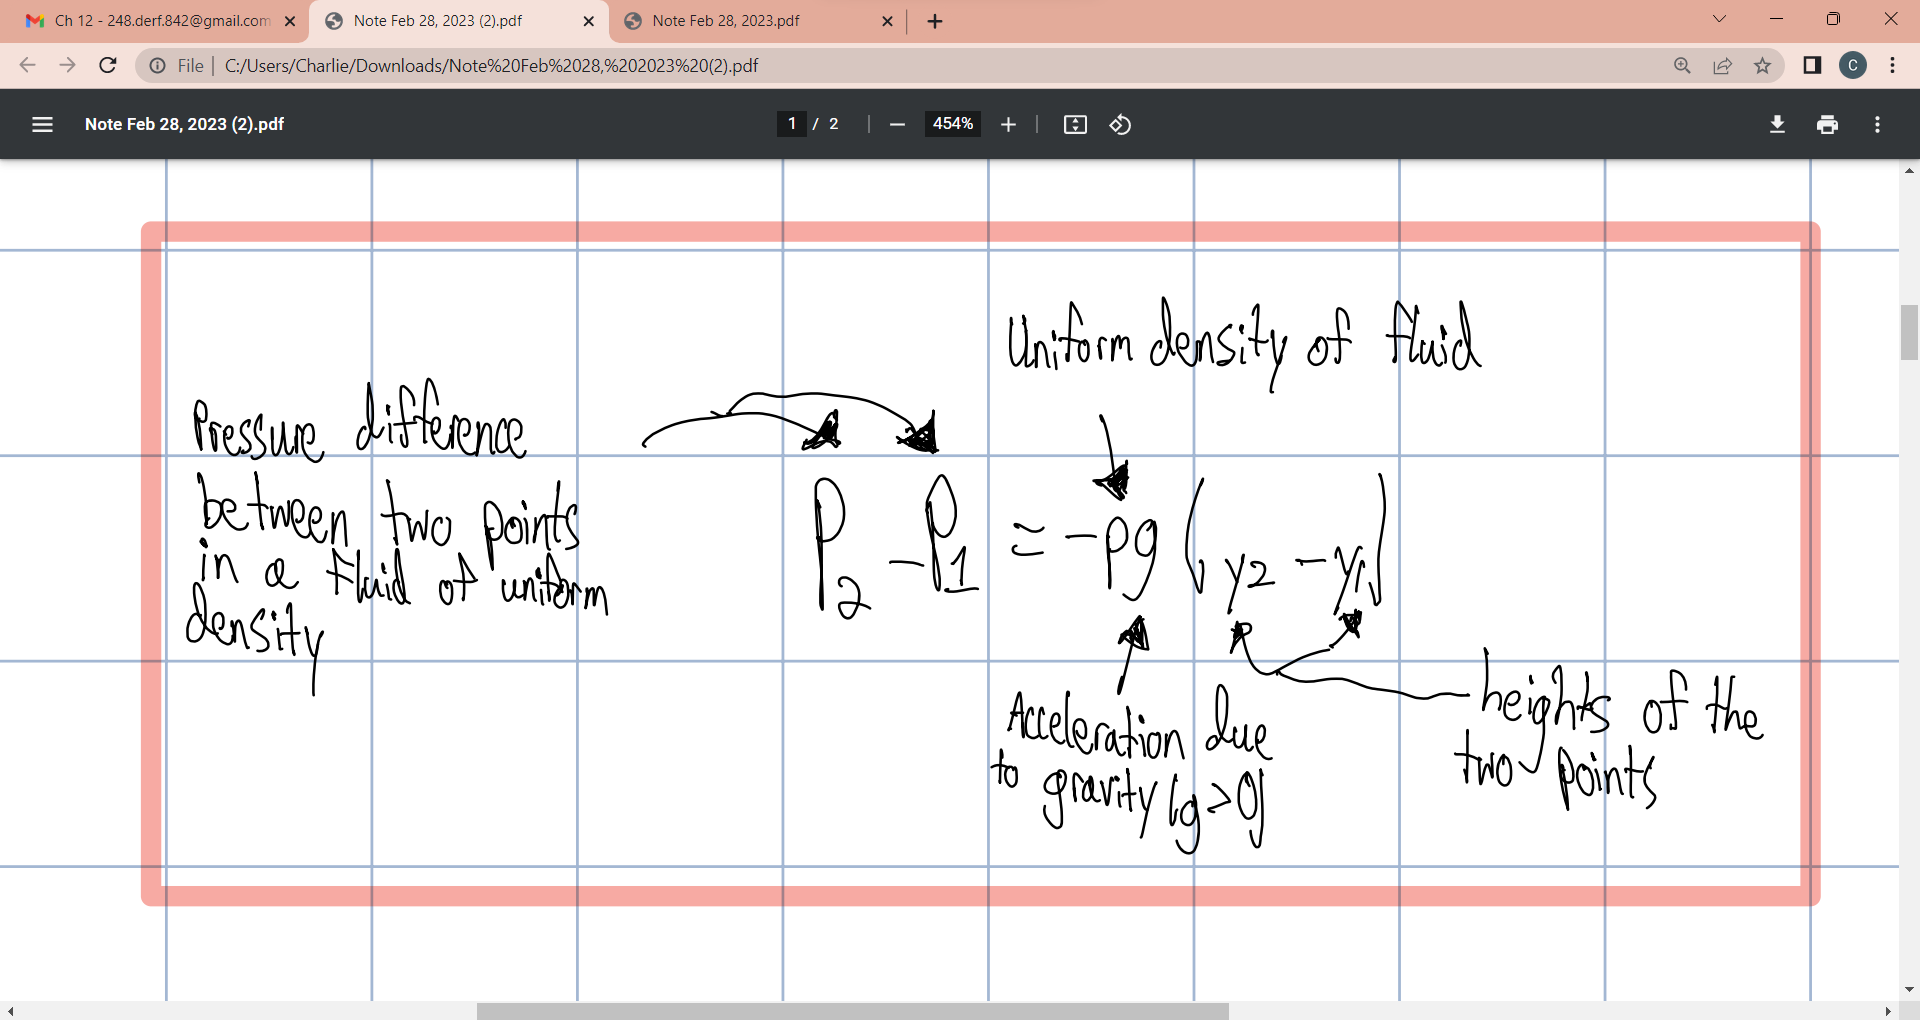 Ch 12 - 248.derf.842@gmail.com
Note Feb 28, 2023 (2).pdf
Note Feb 28, 2023.pdf
File
C:/Users/Charlie/Downloads/Note%20Feb%2028,%202023%20(2).pdf
C
Note Feb 28, 2023 (2).pdf
1 / 2
454%
Uniform density of fluid
Pressure difference
between two points
in a fluid of uniform
density
P2 - P1 = -ρg (y2 - y1)
Acceleration due
to gravity (g>0)
heights of the
two points